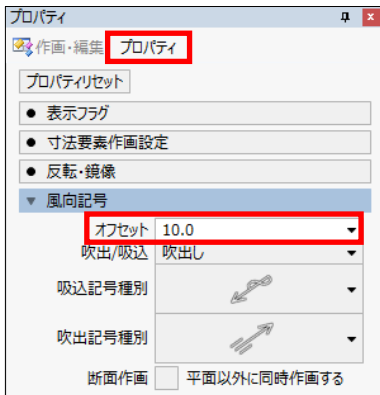 プロパティ
作画・編集 プロパティ
プロパティリセット
● 表示フラグ
● 寸法要素作画設定
● 反転・鏡像
▼ 風向記号
オフセット 10.0
吹出/吸込 吹出し
吸込記号種別
吹出記号種別
断面作画 平面以外に同時作画する